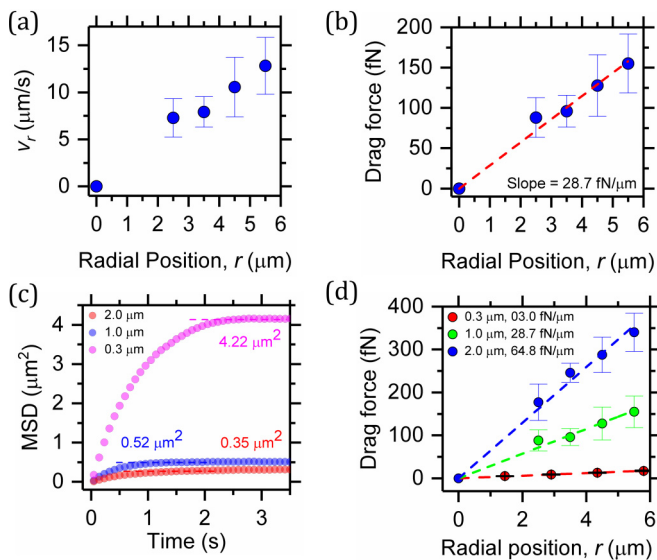 (a)
15
10
5
0
v_r (μm/s)
0 1 2 3 4 5 6
Radial Position, r (μm)
(b)
200
150
100
50
0
Drag force (fN)
Slope = 28.7 fN/μm
0 1 2 3 4 5 6
Radial Position, r (μm)
(c)
5
4
3
2
1
0
MSD (μm²)
2.0 μm
1.0 μm
0.3 μm
4.22 μm²
0.52 μm²
0.35 μm²
0 1 2 3
Time (s)
(d)
400
300
200
100
0
Drag force (fN)
0.3 μm, 03.0 fN/μm
1.0 μm, 28.7 fN/μm
2.0 μm, 64.8 fN/μm
0 2 4 6
Radial position, r (μm)